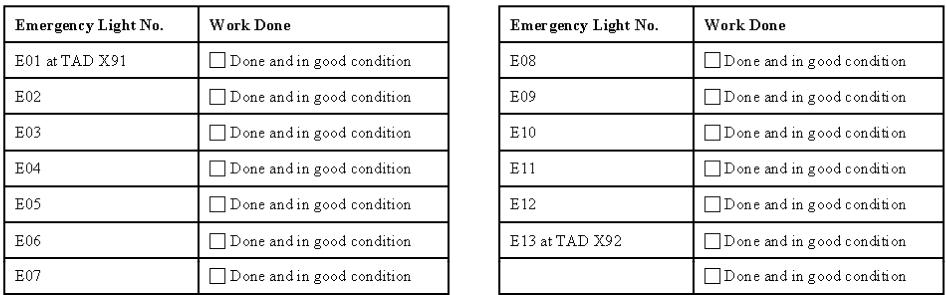 Emergency Light No. Work Done
E01 at TAD X91 Done and in good condition
E02 Done and in good condition
E03 Done and in good condition
E04 Done and in good condition
E05 Done and in good condition
E06 Done and in good condition
E07 Done and in good condition
Emergency Light No. Work Done
E08 Done and in good condition
E09 Done and in good condition
E10 Done and in good condition
E11 Done and in good condition
E12 Done and in good condition
E13 at TAD X92 Done and in good condition
Done and in good condition